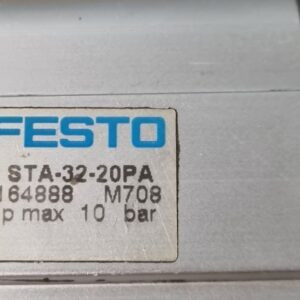 FESTO
STA-32-20PA
164888 M708
p max 10 bar